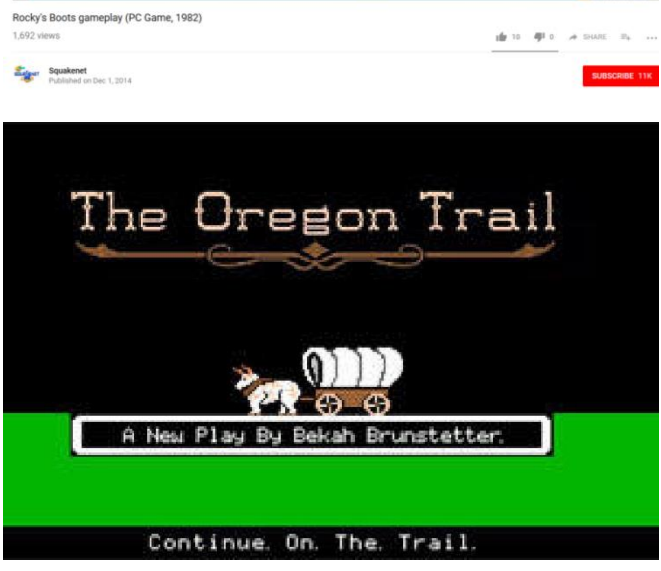 Rocky's Boots gameplay (PC Game, 1982)
1,692 views
10 0 SHARE
Squakenet
Published on Dec 1, 2014
SUBSCRIBE 11K
The Oregon Trail
A New Play By Bekah Brunstetter.
Continue. On. The. Trail.